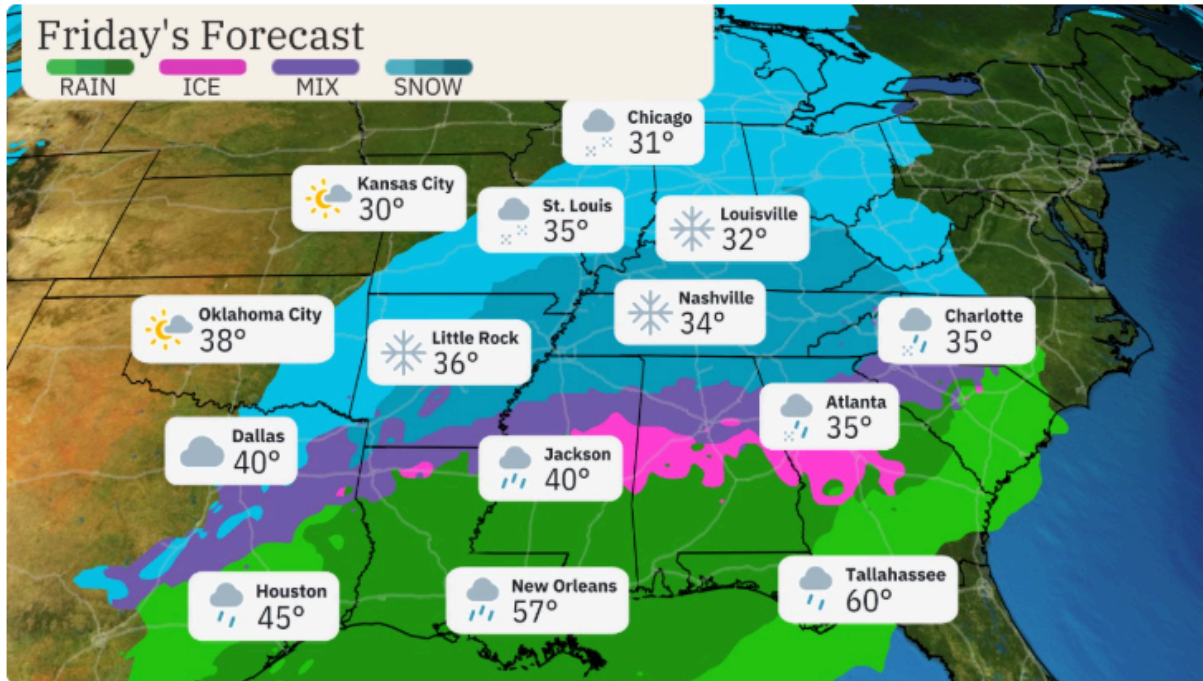 Friday's Forecast
RAIN ICE MIX SNOW
Chicago
31°
Kansas City
30°
St. Louis
35°
Louisville
32°
Oklahoma City
38°
Little Rock
36°
Nashville
34°
Charlotte
35°
Dallas
40°
Jackson
40°
Atlanta
35°
Houston
45°
New Orleans
57°
Tallahassee
60°